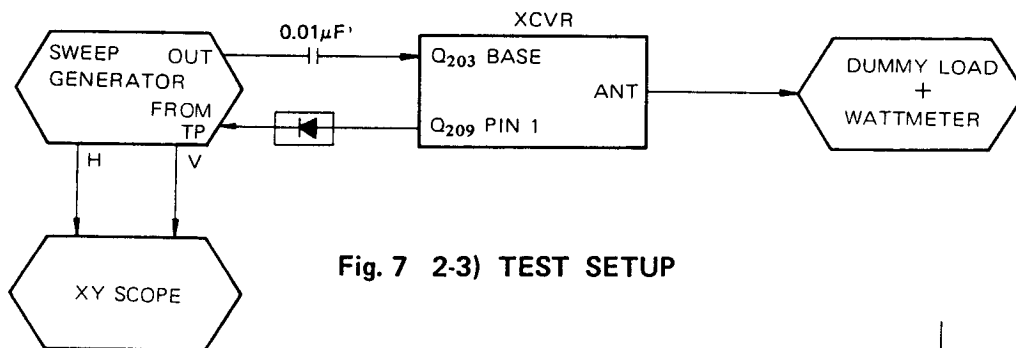 XCVR
0.01μF'
SWEEP OUT
GENERATOR
FROM
TP
H V
Q203 BASE
ANT
Q209 PIN 1
DUMMY LOAD
+
WATTMETER
XY SCOPE
Fig. 7 2-3) TEST SETUP